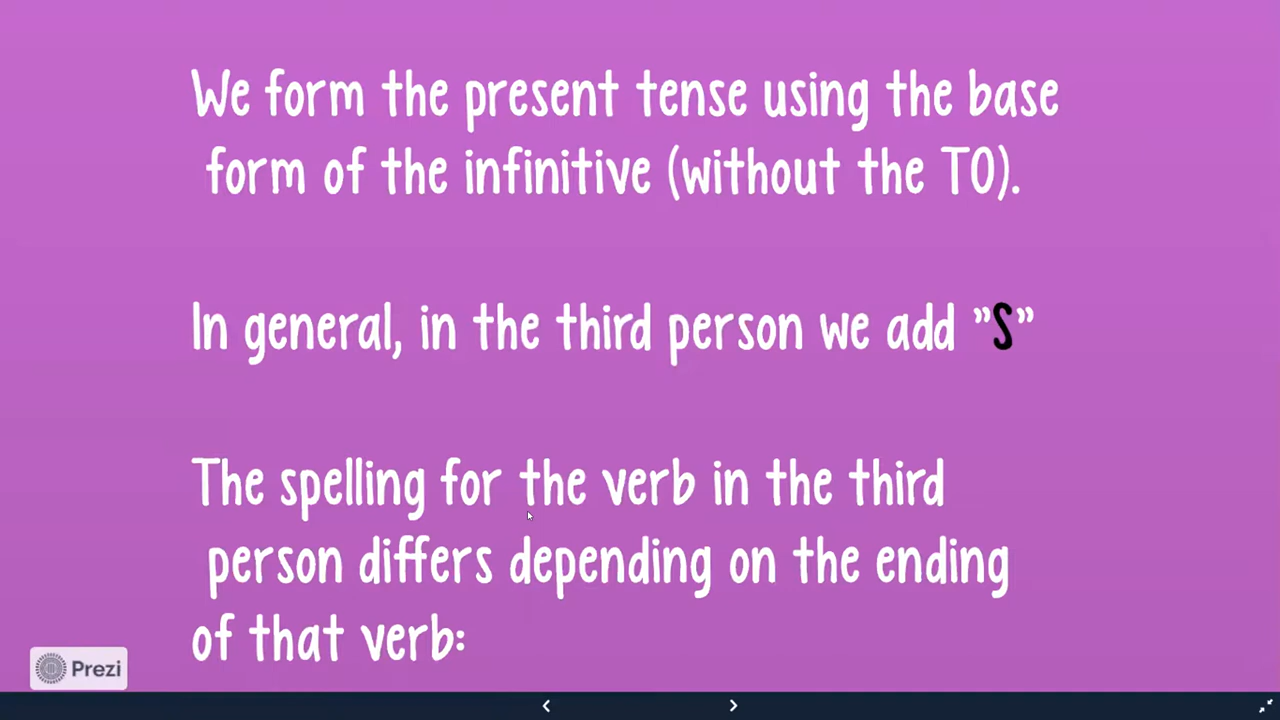 We form the present tense using the base
form of the infinitive (without the TO).
In general, in the third person we add "S"
The spelling for the verb in the third
person differs depending on the ending
of that verb:
Prezi